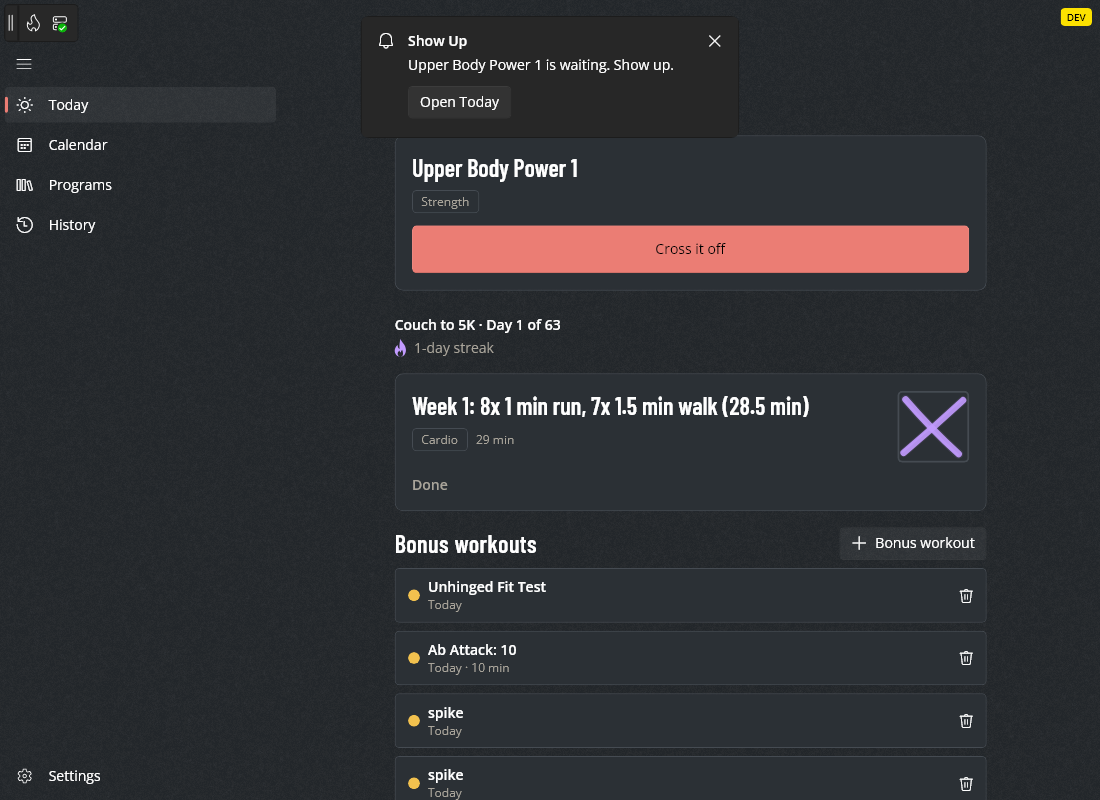 DEV
Show Up
Upper Body Power 1 is waiting. Show up.
Open Today
Today
Calendar
Programs
History
Settings
Upper Body Power 1
Strength
Cross it off
Couch to 5K · Day 1 of 63
1-day streak
Week 1: 8x 1 min run, 7x 1.5 min walk (28.5 min)
Cardio 29 min
Done
Bonus workouts
Bonus workout
Unhinged Fit Test
Today
Ab Attack: 10
Today · 10 min
spike
Today
spike
Today